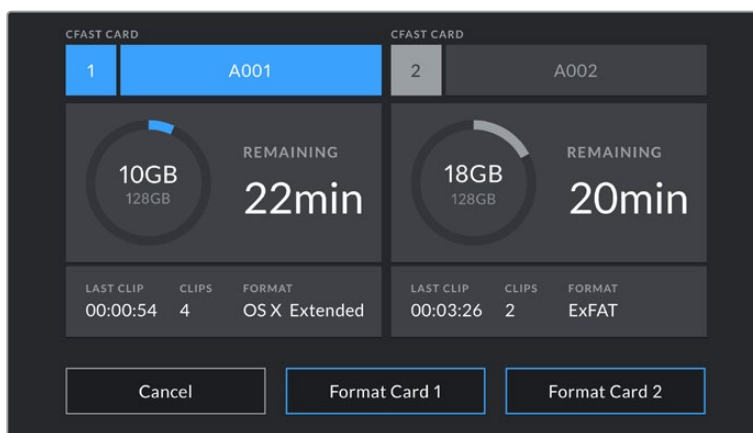 CFAST CARD
1
A001
CFAST CARD
2
A002
10GB
128GB
REMAINING
22min
18GB
128GB
REMAINING
20min
LAST CLIP
00:00:54
CLIPS
4
FORMAT
OS X Extended
LAST CLIP
00:03:26
CLIPS
2
FORMAT
ExFAT
Cancel
Format Card 1
Format Card 2